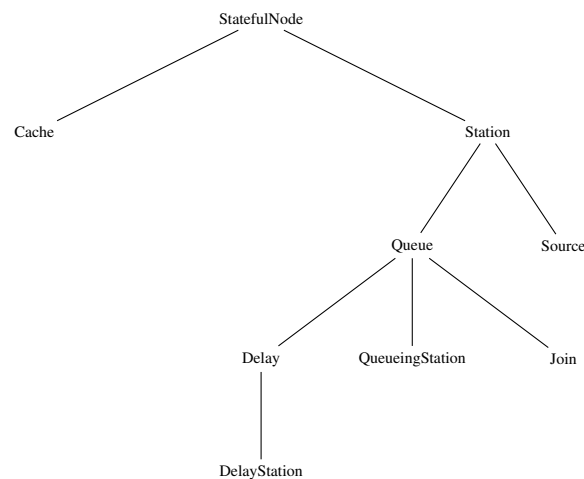 StatefulNode
Cache
Station
Queue
Source
Delay
QueueingStation
Join
DelayStation